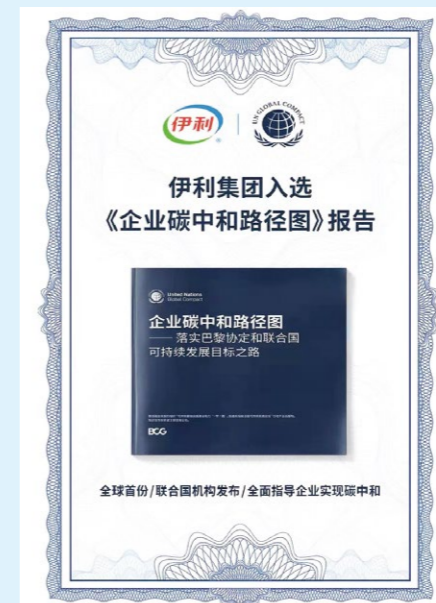 伊利
UN GLOBAL COMPACT
伊利集团入选
《企业碳中和路径图》报告
United Nations
Global Compact
企业碳中和路径图
—— 落实巴黎协定和联合国
可持续发展目标之路
BCG
全球首份/联合国机构发布/全面指导企业实现碳中和